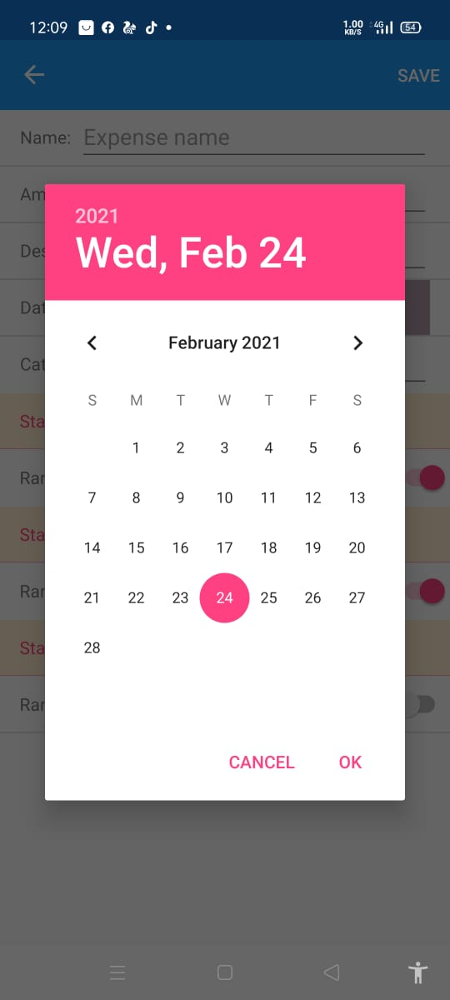 12:09 1.00 KB/S 4G 54
SAVE
Name: Expense name
Am
2021
Wed, Feb 24
Des
Dat
February 2021
Cat
S M T W T F S
Sta
1 2 3 4 5 6
Ran
7 8 9 10 11 12 13
Sta
14 15 16 17 18 19 20
Ran
21 22 23 24 25 26 27
Sta
28
Ran
CANCEL OK